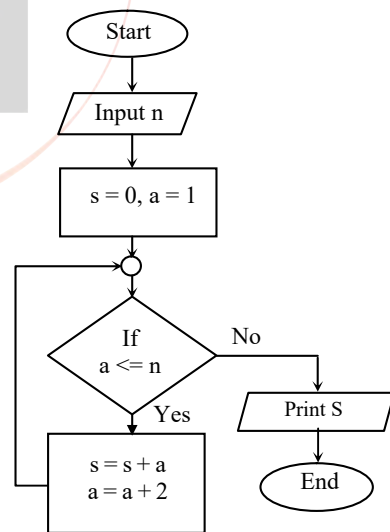 Start
Input n
s = 0, a = 1
If
a <= n
No
Yes
Print S
s = s + a
a = a + 2
End